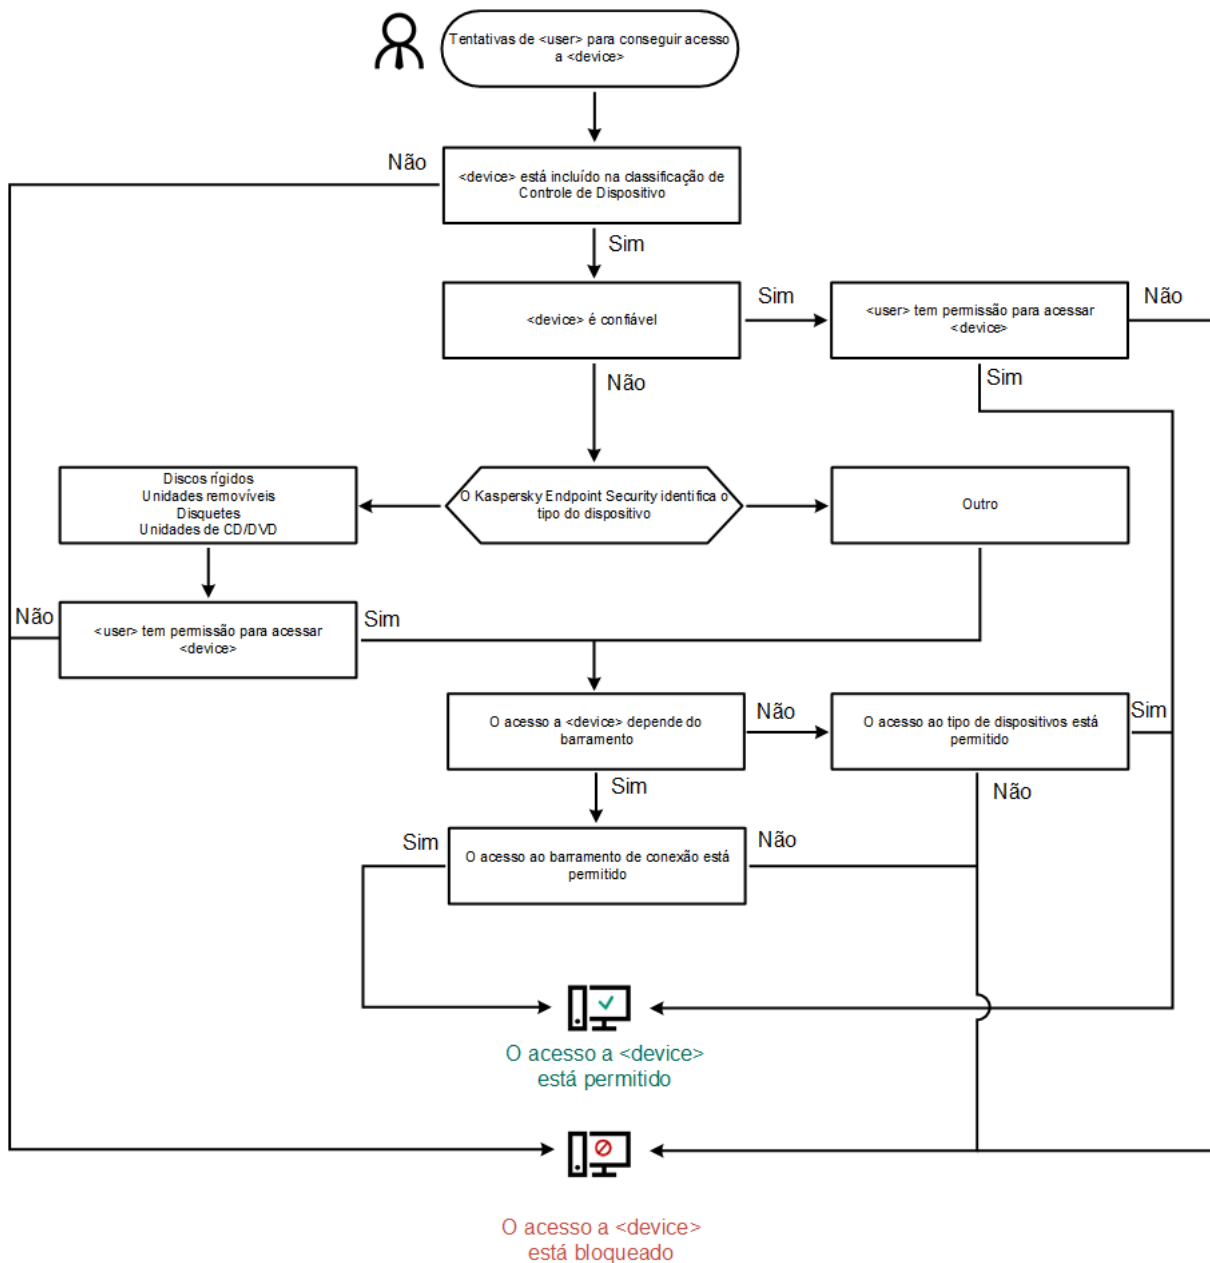 Tentativas de <user> para conseguir acesso
a <device>
Não
<device> está incluído na classificação de
Controle de Dispositivo
Sim
<device> é confiável
Sim
<user> tem permissão para acessar
<device>
Não
Não
Sim
Discos rígidos
Unidades removíveis
Disquetes
Unidades de CD/DVD
O Kaspersky Endpoint Security identifica o
tipo do dispositivo
Outro
Não
<user> tem permissão para acessar
<device>
Sim
O acesso a <device> depende do
barramento
Não
O acesso ao tipo de dispositivos está
permitido
Sim
Sim
Não
Sim
O acesso ao barramento de conexão está
permitido
Não
O acesso a <device>
está permitido
O acesso a <device>
está bloqueado